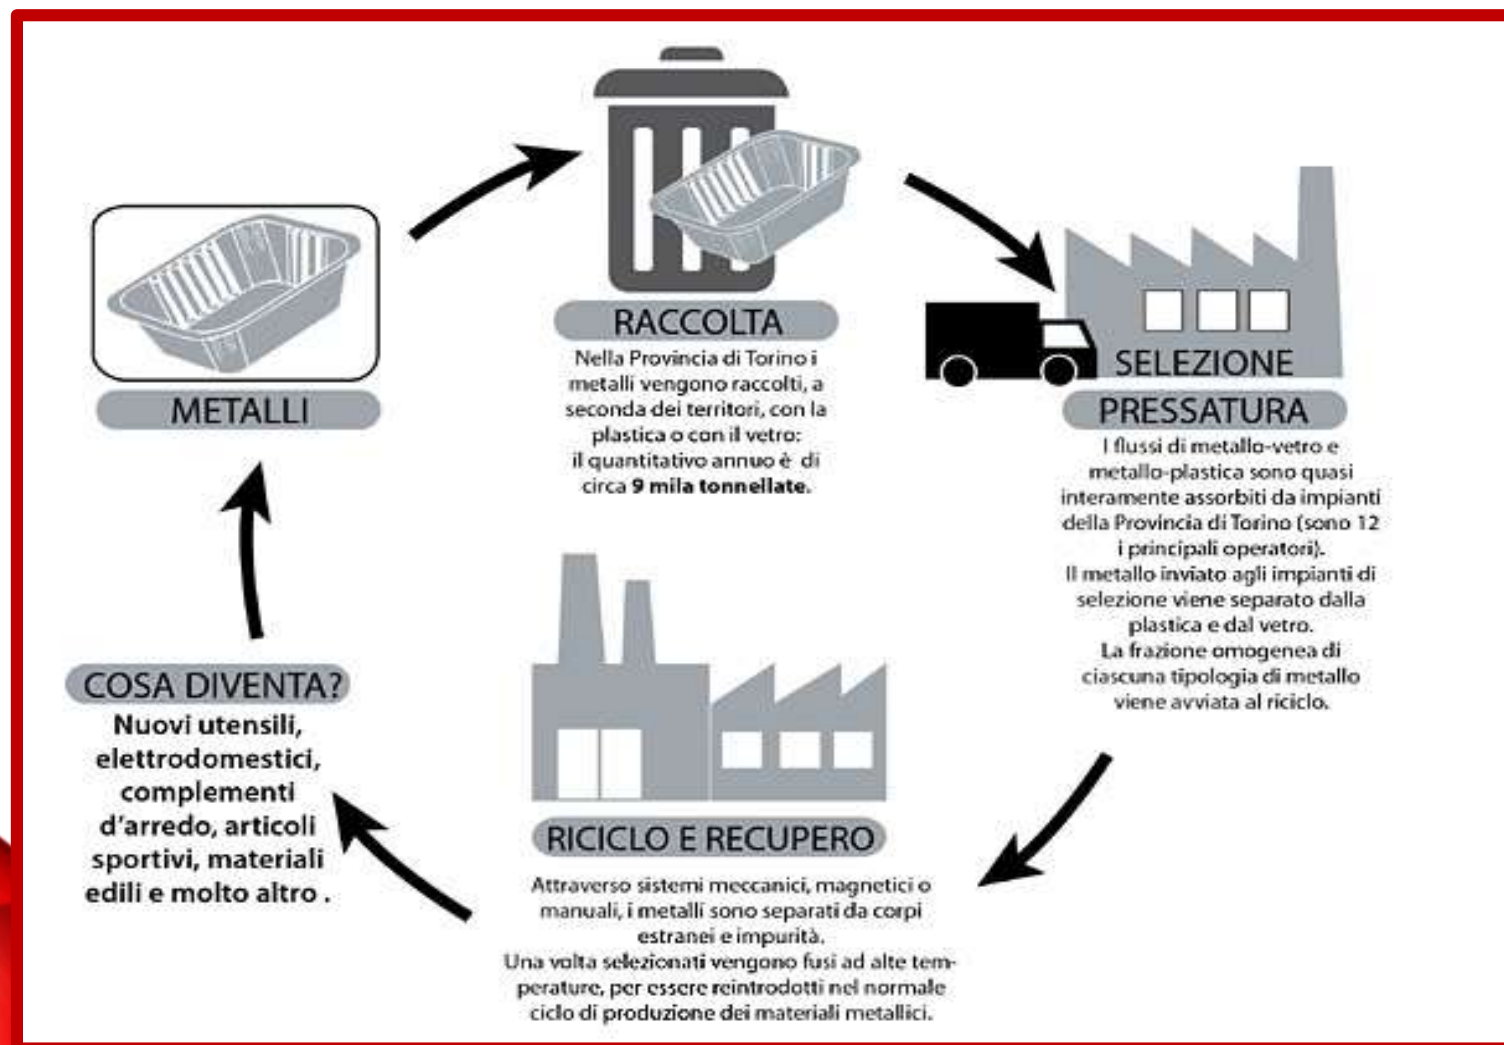 METALLI
RACCOLTA
Nella Provincia di Torino i
metalli vengono raccolti, a
seconda dei territori, con la
plastica o con il vetro:
il quantitativo annuo è di
circa 9 mila tonnellate.
SELEZIONE
PRESSATURA
I flussi di metallo-vetro e
metallo-plastica sono quasi
interamente assorbiti da impianti
della Provincia di Torino (sono 12
i principali operatori).
Il metallo inviato agli impianti di
selezione viene separato dalla
plastica e dal vetro.
La frazione omogenea di
ciascuna tipologia di metallo
viene avviata al riciclo.
RICICLO E RECUPERO
Attraverso sistemi meccanici, magnetici o
manuali, i metalli sono separati da corpi
estranei e impurità.
Una volta selezionati vengono fusi ad alte tem-
perature, per essere reintrodotti nel normale
ciclo di produzione dei materiali metallici.
COSA DIVENTA?
Nuovi utensili,
elettrodomestici,
complementi
d'arredo, articoli
sportivi, materiali
edili e molto altro .